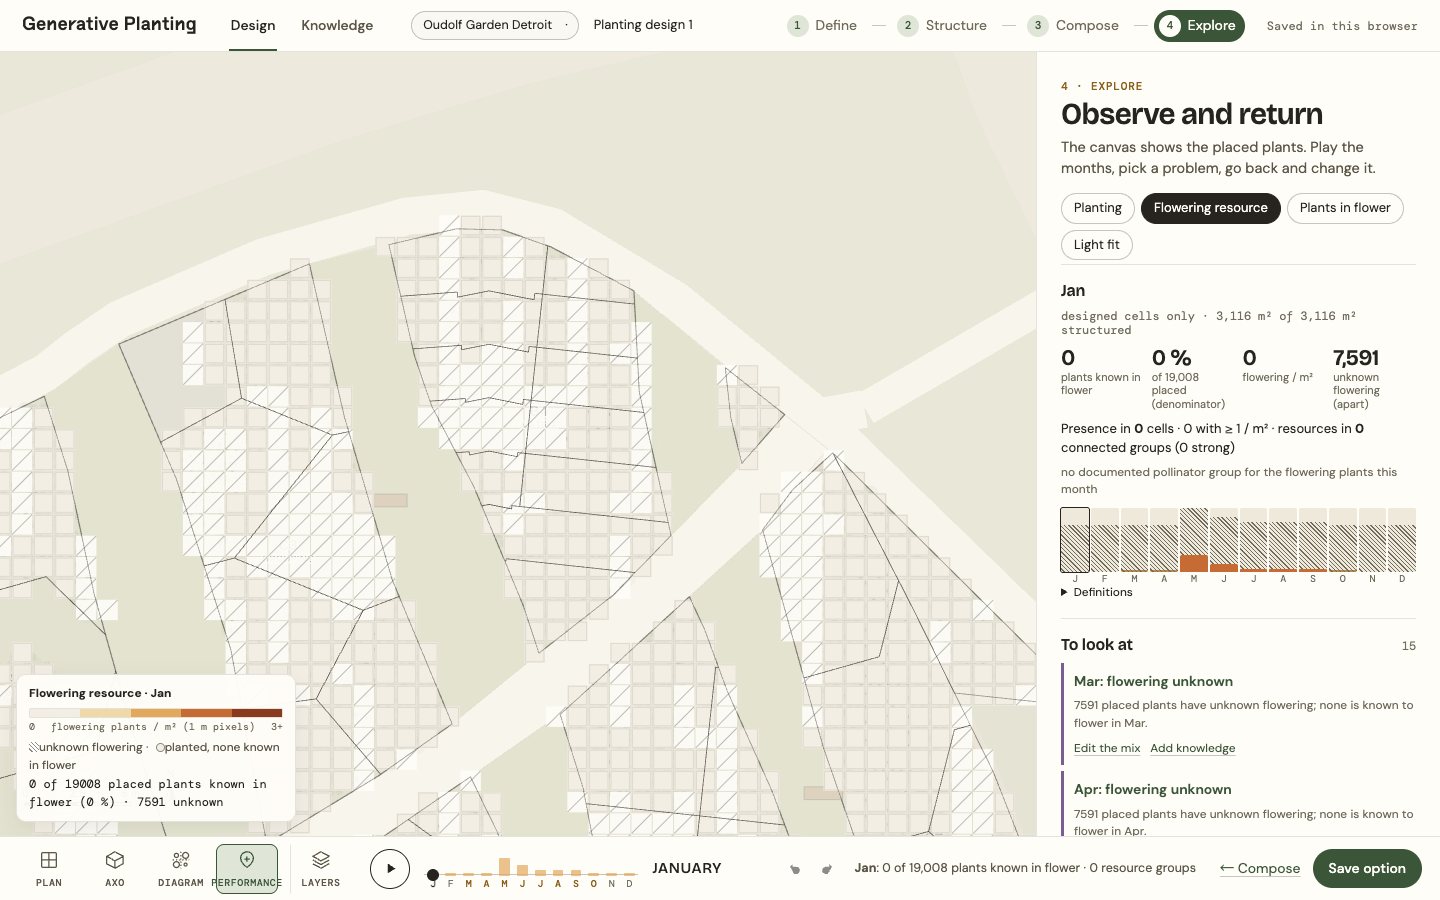 Generative Planting
Design
Knowledge
Oudolf Garden Detroit ·
Planting design 1
1 Define
2 Structure
3 Compose
4 Explore
Saved in this browser
4 · EXPLORE
Observe and return
The canvas shows the placed plants. Play the
months, pick a problem, go back and change it.
Planting
Flowering resource
Plants in flower
Light fit
Jan
designed cells only · 3,116 m² of 3,116 m²
structured
0 0 % 0 7,591
plants known in of 19,008 flowering / m² unknown
flower placed flowering
(denominator) (apart)
Presence in 0 cells · 0 with ≥ 1 / m² · resources in 0
connected groups (0 strong)
no documented pollinator group for the flowering plants this
month
J F M A M J J A S O N D
Definitions
To look at 15
Mar: flowering unknown
7591 placed plants have unknown flowering; none is known to
flower in Mar.
Edit the mix Add knowledge
Apr: flowering unknown
7591 placed plants have unknown flowering; none is known to
flower in Apr.
Flowering resource · Jan
0 flowering plants / m² (1 m pixels) 3+
unknown flowering · planted, none known
in flower
0 of 19008 placed plants known in
flower (0 %) · 7591 unknown
PLAN
AXO
DIAGRAM
PERFORMANCE
LAYERS
J F M A M J J A S O N D
JANUARY
Jan: 0 of 19,008 plants known in flower · 0 resource groups
← Compose
Save option